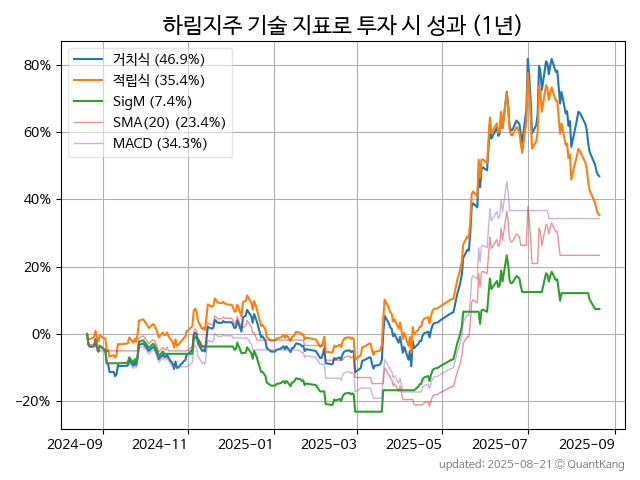 하림지주 기술 지표로 투자 시 성과 (1년)
거치식 (46.9%)
적립식 (35.4%)
SigM (7.4%)
SMA(20) (23.4%)
MACD (34.3%)
80%
60%
40%
20%
0%
−20%
2024−09
2024−11
2025−01
2025−03
2025−05
2025−07
2025−09
updated: 2025-08-21 © QuantKang